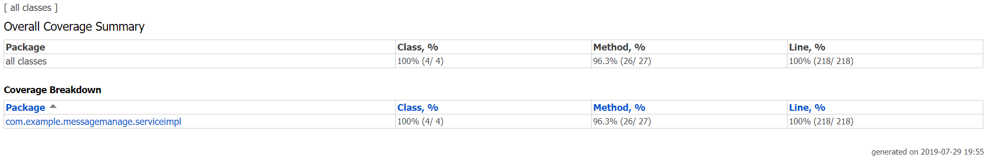 [ all classes ]
Overall Coverage Summary
Package Class, % Method, % Line, %
all classes 100% (4/ 4) 96.3% (26/ 27) 100% (218/ 218)
Coverage Breakdown
Package Class, % Method, % Line, %
com.example.messagemanage.serviceimpl 100% (4/ 4) 96.3% (26/ 27) 100% (218/ 218)
generated on 2019-07-29 19:55